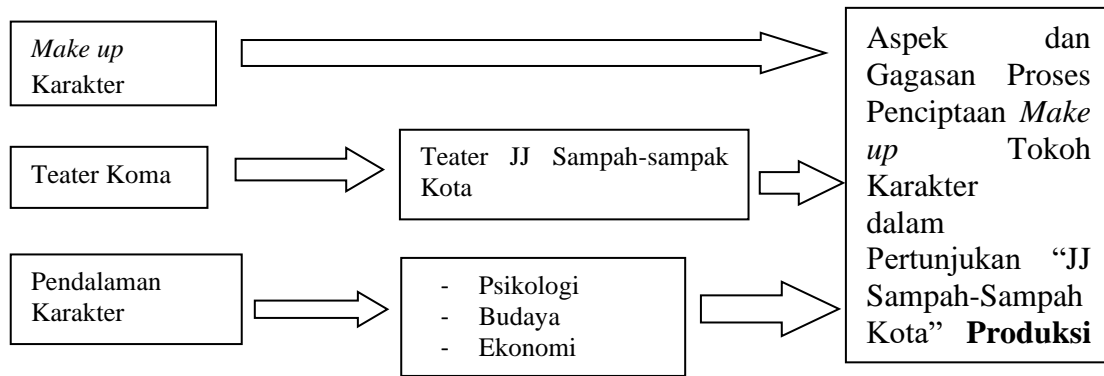 Make up
Karakter
Teater Koma
Teater JJ Sampah-sampak
Kota
Pendalaman
Karakter
- Psikologi
- Budaya
- Ekonomi
Aspek dan
Gagasan Proses
Penciptaan Make
up Tokoh
Karakter
dalam
Pertunjukan “JJ
Sampah-Sampah
Kota” Produksi